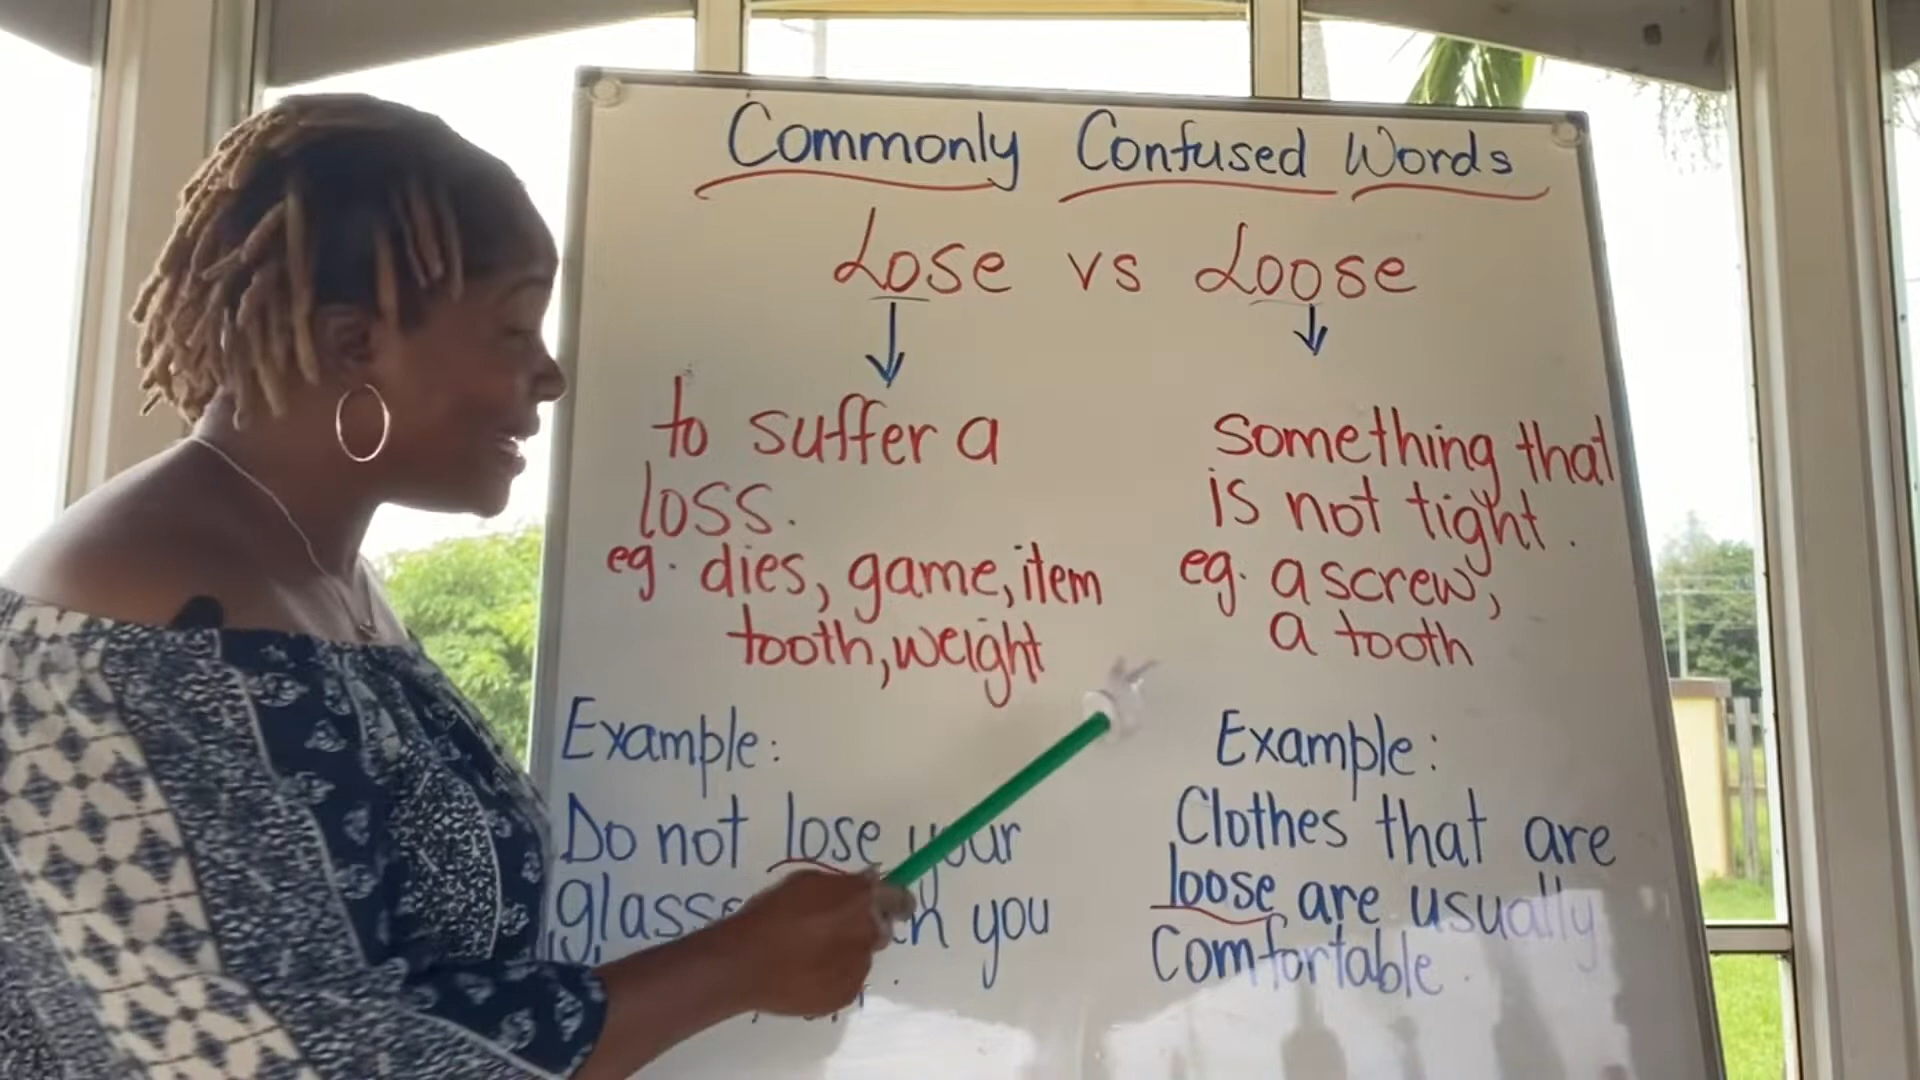 Commonly Confused Words
Lose vs Loose
to suffer a
loss.
eg. dies, game, item
tooth, weight
Example:
Do not lose your
you
something that
is not tight.
eg. a screw,
a tooth
Example:
Clothes that are
loose are usually
Comfortable.